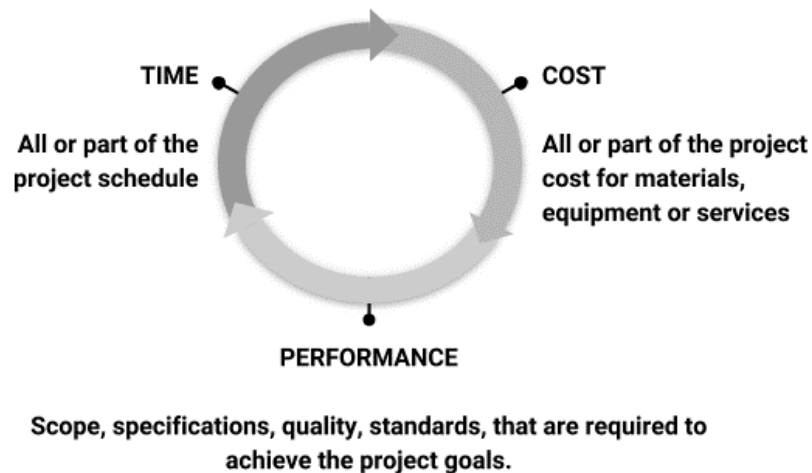 TIME
All or part of the
project schedule
COST
All or part of the project
cost for materials,
equipment or services
PERFORMANCE
Scope, specifications, quality, standards, that are required to
achieve the project goals.